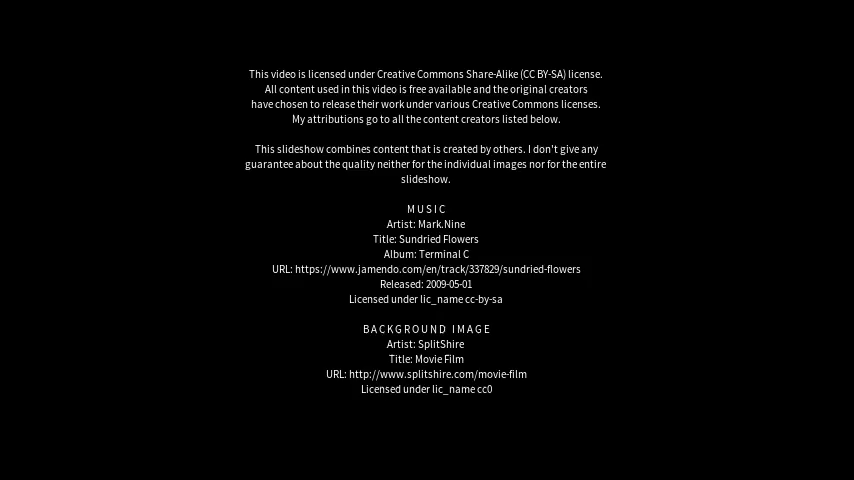 This video is licensed under Creative Commons Share-Alike (CC BY-SA) license.
All content used in this video is free available and the original creators
have chosen to release their work under various Creative Commons licenses.
My attributions go to all the content creators listed below.
This slideshow combines content that is created by others. I don't give any
guarantee about the quality neither for the individual images nor for the entire
slideshow.
MUSIC
Artist: Mark.Nine
Title: Sundried Flowers
Album: Terminal C
URL: https://www.jamendo.com/en/track/337829/sundried-flowers
Released: 2009-05-01
Licensed under lic_name cc-by-sa
BACKGROUND IMAGE
Artist: SplitShire
Title: Movie Film
URL: http://www.splitshire.com/movie-film
Licensed under lic_name cc0